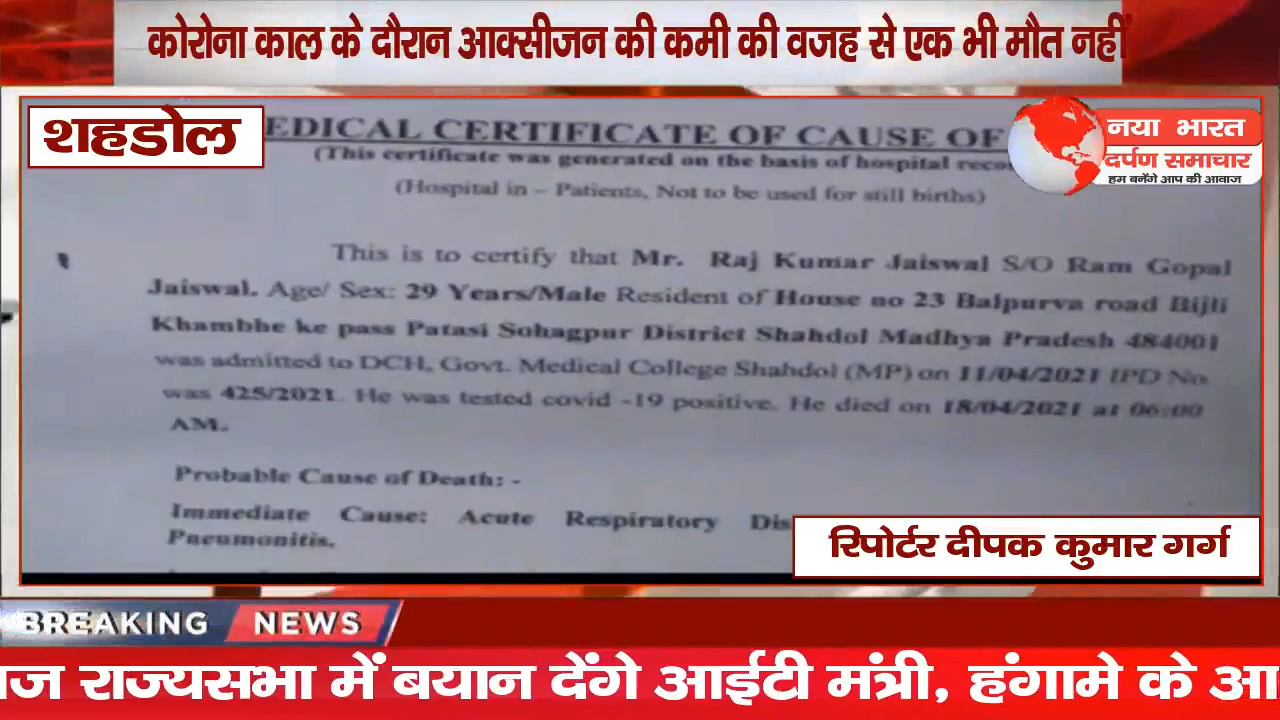 कोरोना काल के दौरान आक्सीजन की कमी की वजह से एक भी मौत नहीं
शहडोल
EDICAL CERTIFICATE OF CAUSE OF
(This certificate was generated on the basis of hospital reco
(Hospital in – Patients, Not to be used for still births)
नया भारत
दर्पण समाचार
हम बनेंगे आप की आवाज
This is to certify that Mr. Raj Kumar Jaiswal S/O Ram Gopal
Jaiswal. Age/ Sex: 29 Years/Male Resident of House no 23 Balpurva road Bijli
Khambhe ke pass Patasi Sohagpur District Shahdol Madhya Pradesh 484001
was admitted to DCH, Govt. Medical College Shahdol (MP) on 11/04/2021 IPD No.
was 425/2021. He was tested covid -19 positive. He died on 18/04/2021 at 06:00
AM.
Probable Cause of Death: -
Immediate Cause: Acute Respiratory Dis
Pneumonitis.
रिपोर्टर दीपक कुमार गर्ग
BREAKING NEWS
ज राज्यसभा में बयान देंगे आईटी मंत्री, हंगामे के आ